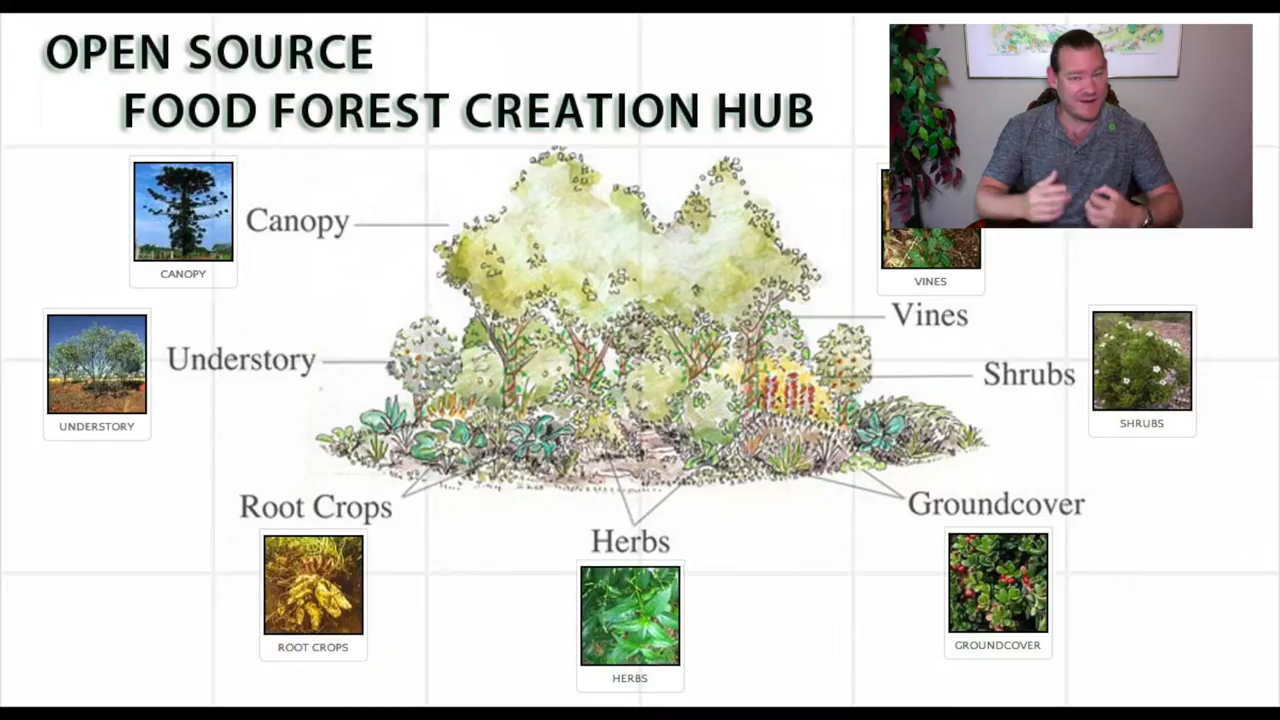 OPEN SOURCE
FOOD FOREST CREATION HUB
Canopy
CANOPY
VINES
Vines
Understory
UNDERSTORY
Shrubs
SHRUBS
Root Crops
ROOT CROPS
Herbs
HERBS
Groundcover
GROUNDCOVER